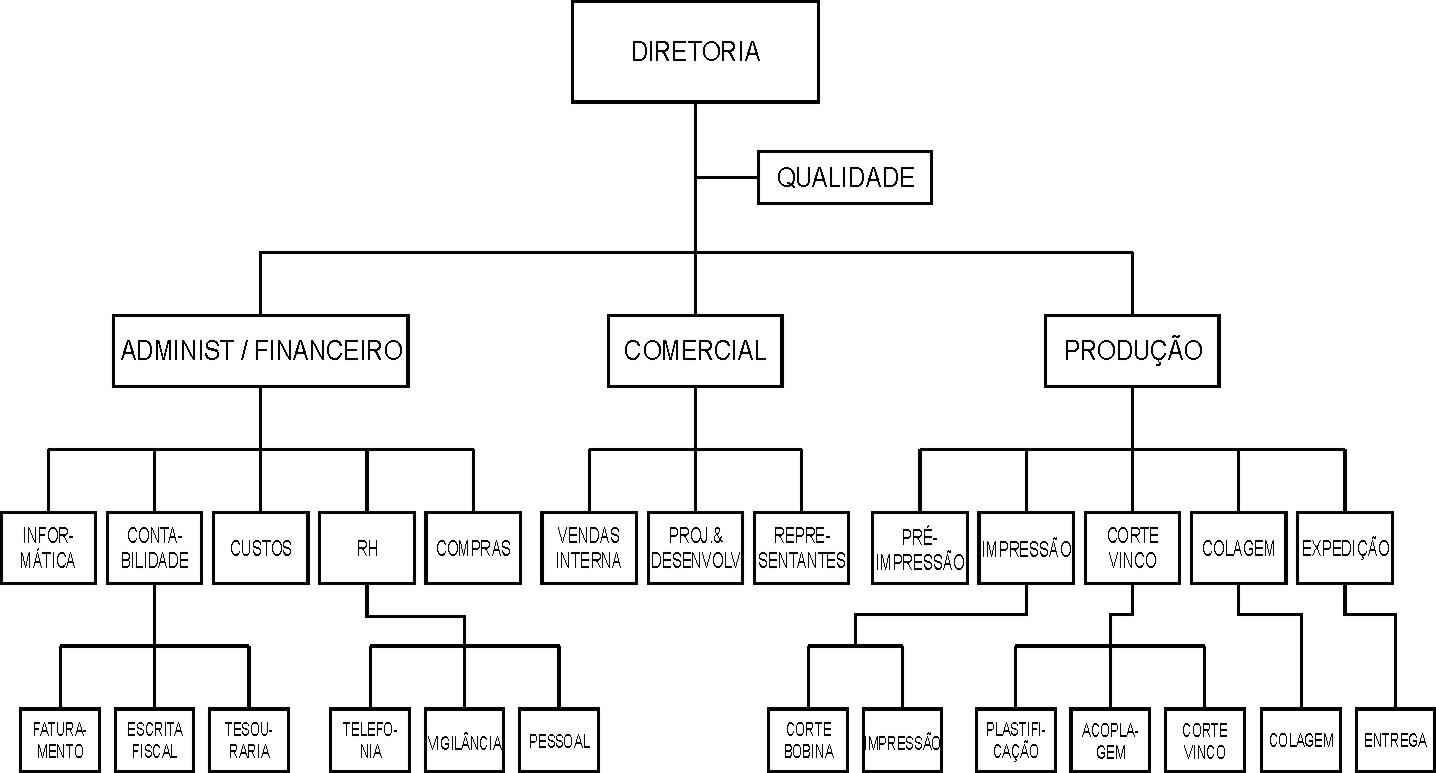 DIRETORIA
QUALIDADE
ADMINIST / FINANCEIRO
COMERCIAL
PRODUÇÃO
INFOR-
MÁTICA
CONTA-
BILIDADE
CUSTOS
RH
COMPRAS
VENDAS
INTERNA
PROJ.&
DESENVOLV
REPRE-
SENTANTES
PRÉ-
IMPRESSÃO
IMPRESSÃO
CORTE
VINCO
COLAGEM
EXPEDIÇÃO
FATURA-
MENTO
ESCRITA
FISCAL
TESOU-
RARIA
TELEFO-
NIA
VIGILÂNCIA
PESSOAL
CORTE
BOBINA
IMPRESSÃO
PLASTIFI-
CAÇÃO
ACOPLA-
GEM
CORTE
VINCO
COLAGEM
ENTREGA